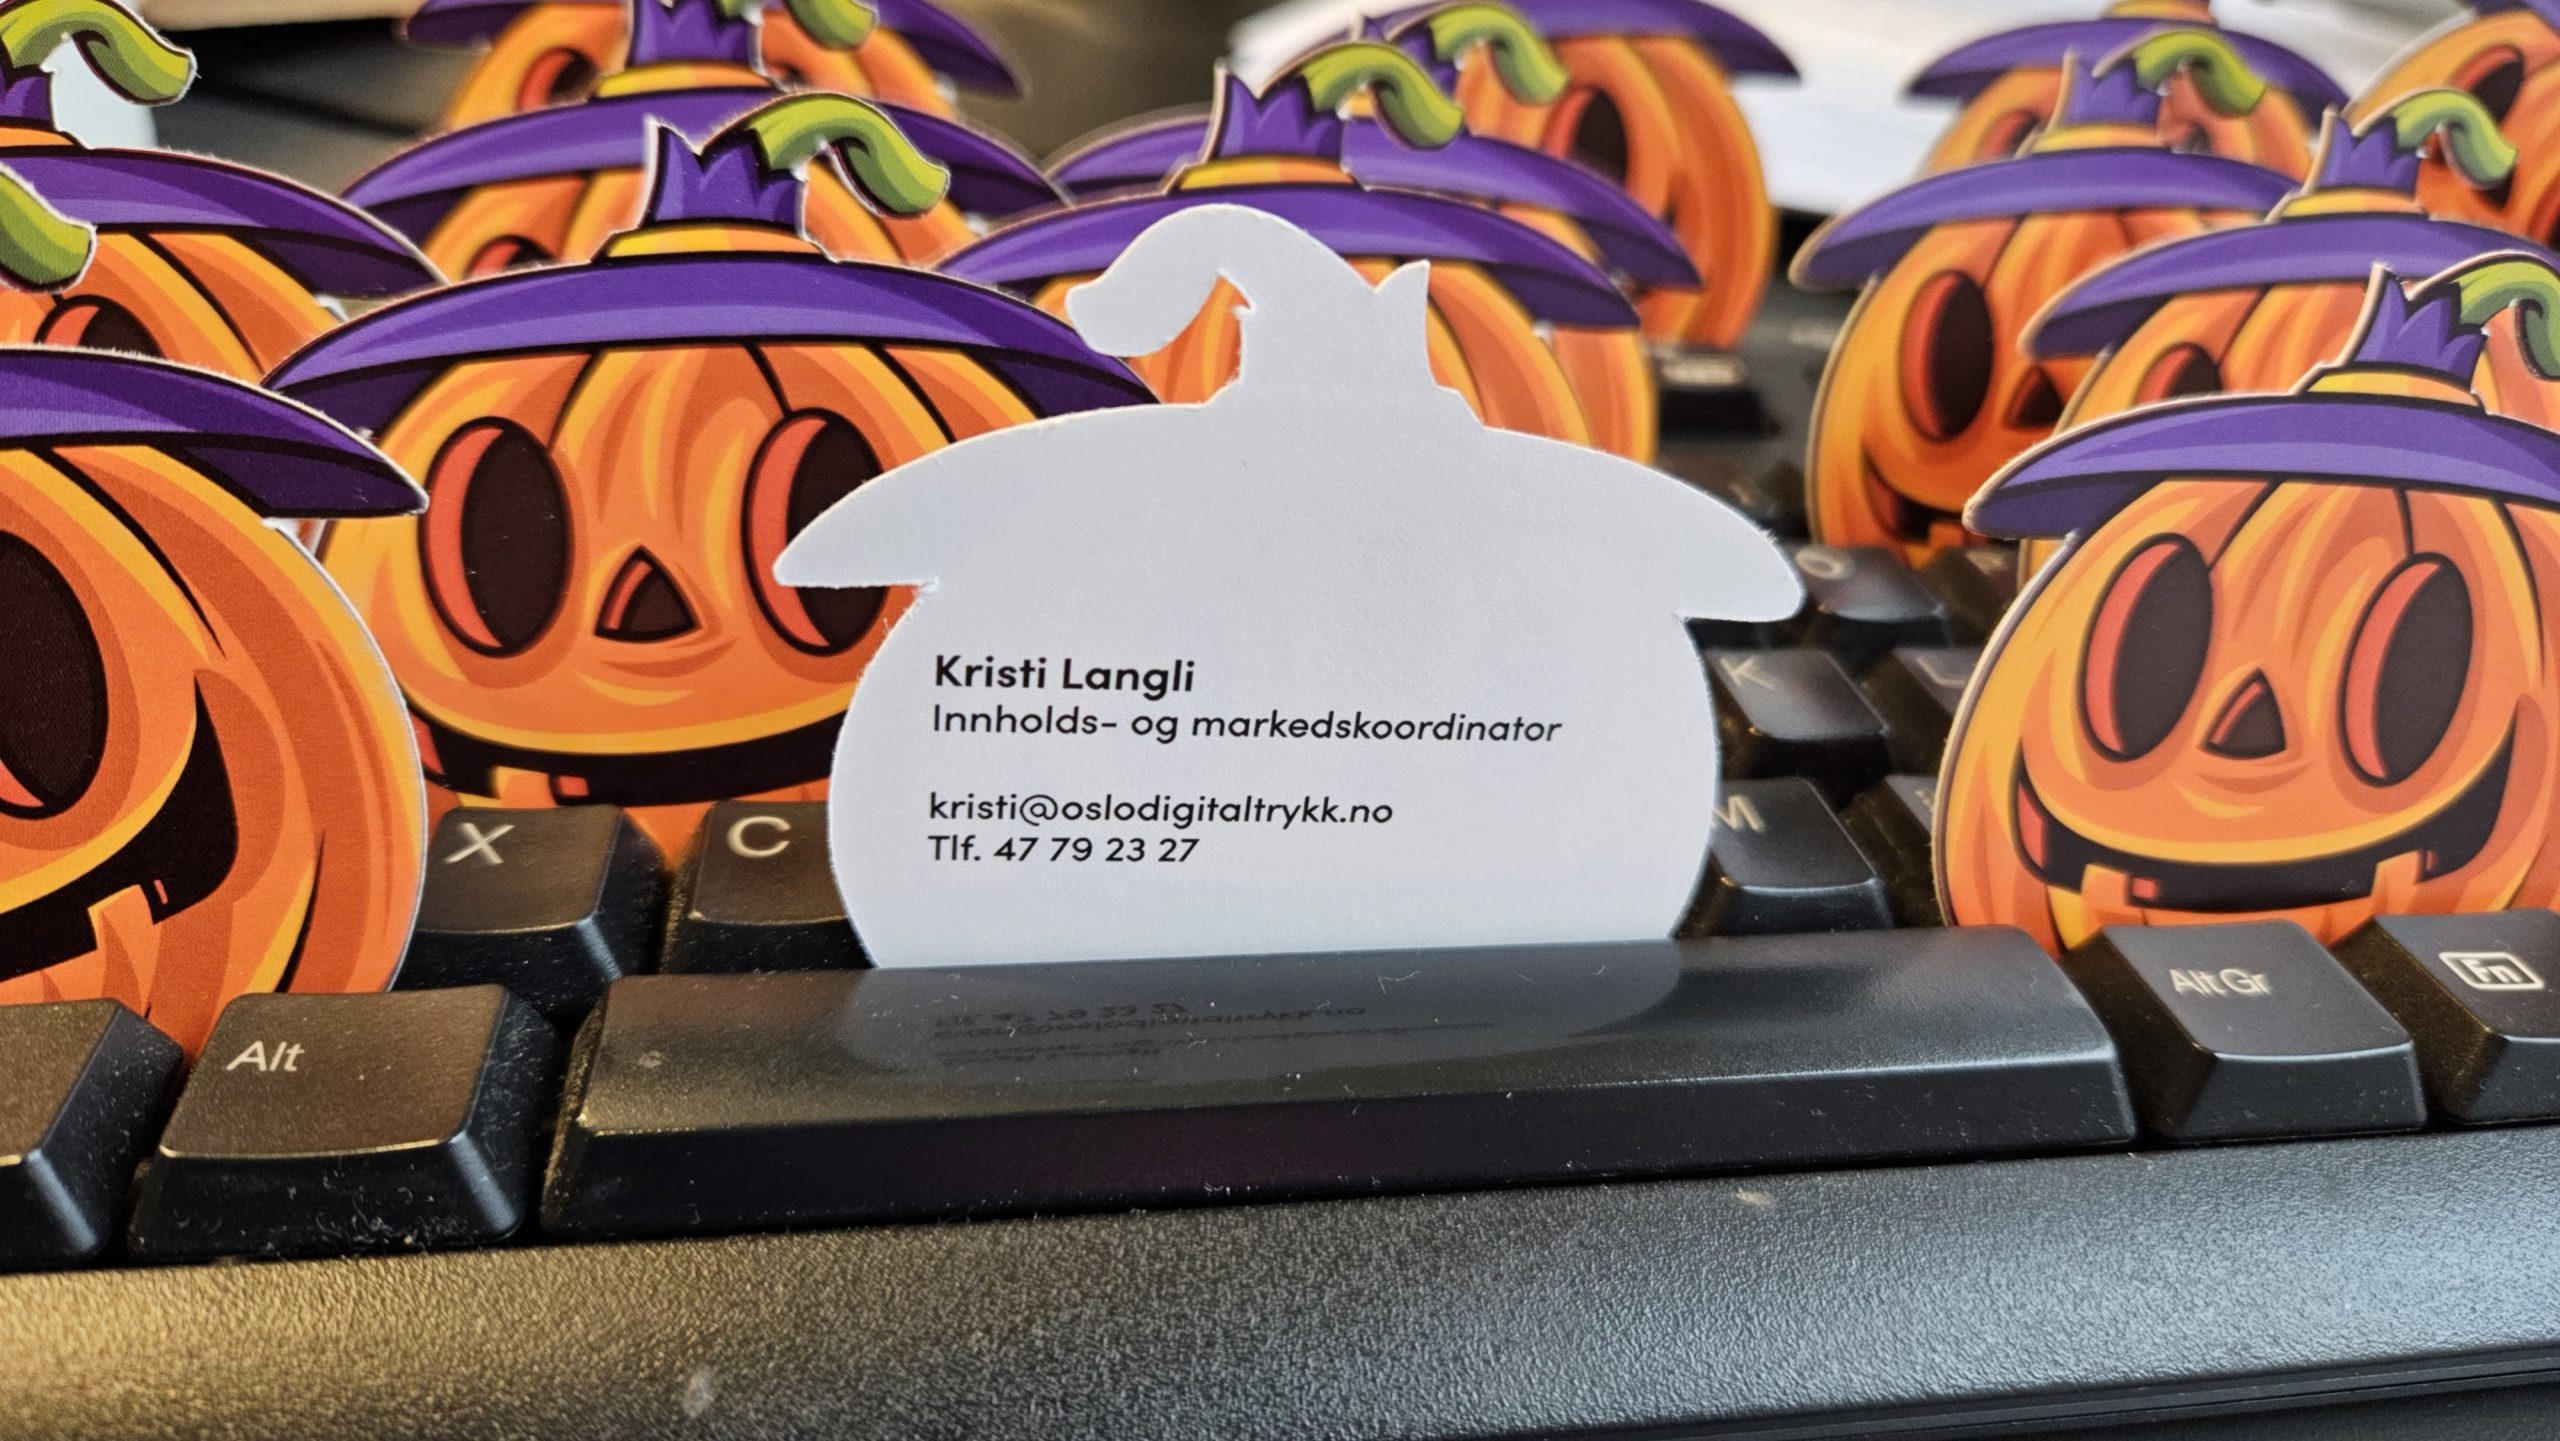 Kristi Langli
Innholds- og markedskoordinator
kristi@oslodigitaltrykk.no
Tlf. 47 79 23 27
K
M
X
C
Alt
Alt Gr
Fn